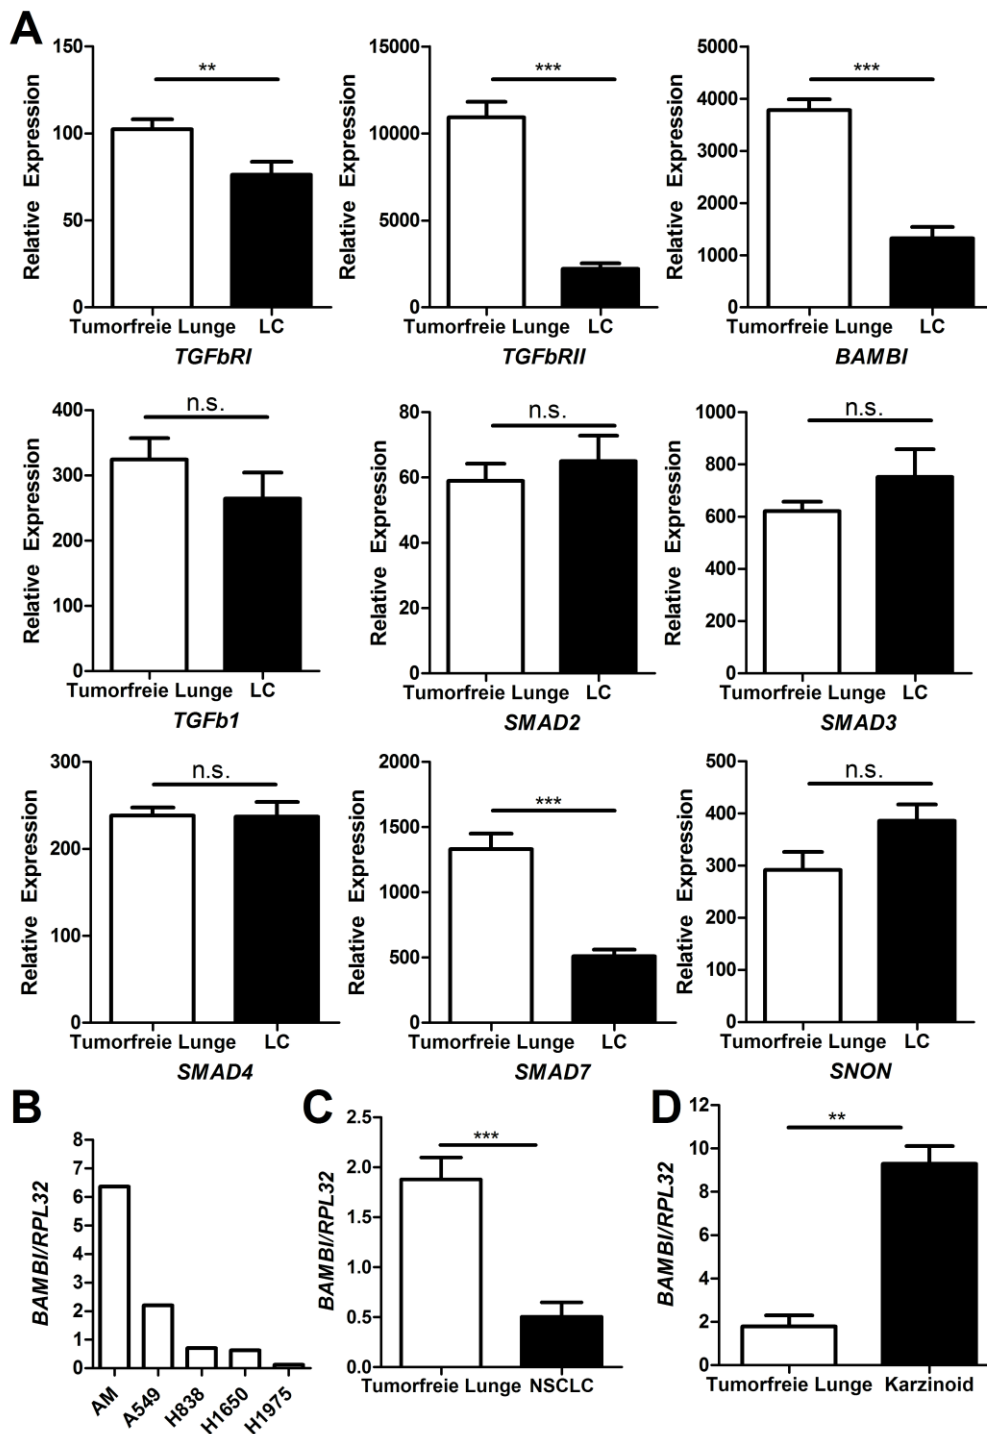 A
Relative Expression
150
100
50
0
**
Tumorfreie Lunge LC
TGFbRI
Relative Expression
15000
10000
5000
0
***
Tumorfreie Lunge LC
TGFbRII
Relative Expression
5000
4000
3000
2000
1000
0
***
Tumorfreie Lunge LC
BAMBI
Relative Expression
400
300
200
100
0
n.s.
Tumorfreie Lunge LC
TGFb1
Relative Expression
80
60
40
20
0
n.s.
Tumorfreie Lunge LC
SMAD2
Relative Expression
1000
800
600
400
200
0
n.s.
Tumorfreie Lunge LC
SMAD3
Relative Expression
300
200
100
0
n.s.
Tumorfreie Lunge LC
SMAD4
Relative Expression
2000
1500
1000
500
0
***
Tumorfreie Lunge LC
SMAD7
Relative Expression
300
400
300
200
100
0
n.s.
Tumorfreie Lunge LC
SNON
B
BAMBI/RPL32
8
7
6
5
4
3
2
1
0
AM
A549
H838
H1650
H1975
C
BAMBI/RPL32
2.5
2.0
1.5
1.0
0.5
0.0
***
Tumorfreie Lunge NSCLC
D
BAMBI/RPL32
12
10
8
6
4
2
0
**
Tumorfreie Lunge Karzinoid